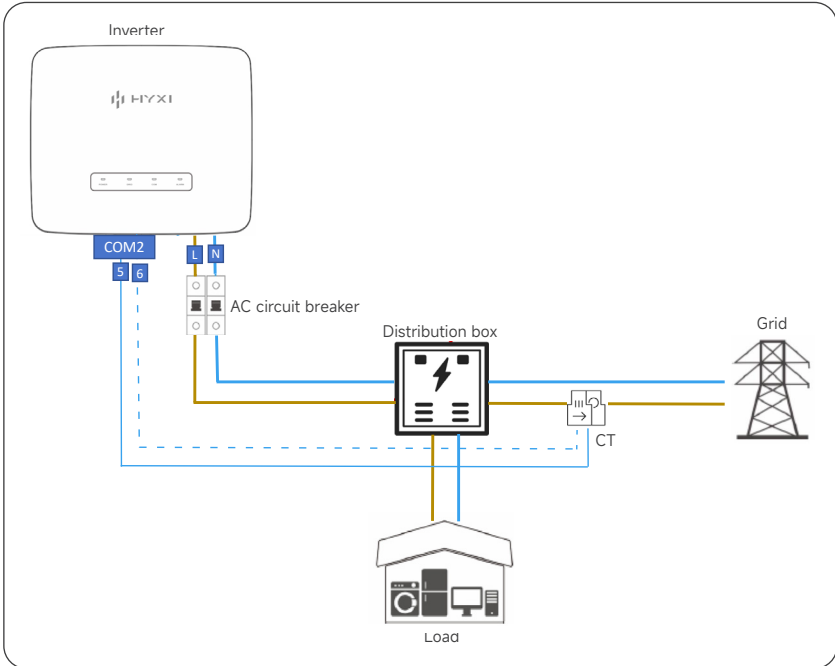 Inverter
HYXI
COM2
L
N
5
6
AC circuit breaker
Distribution box
Grid
CT
Load